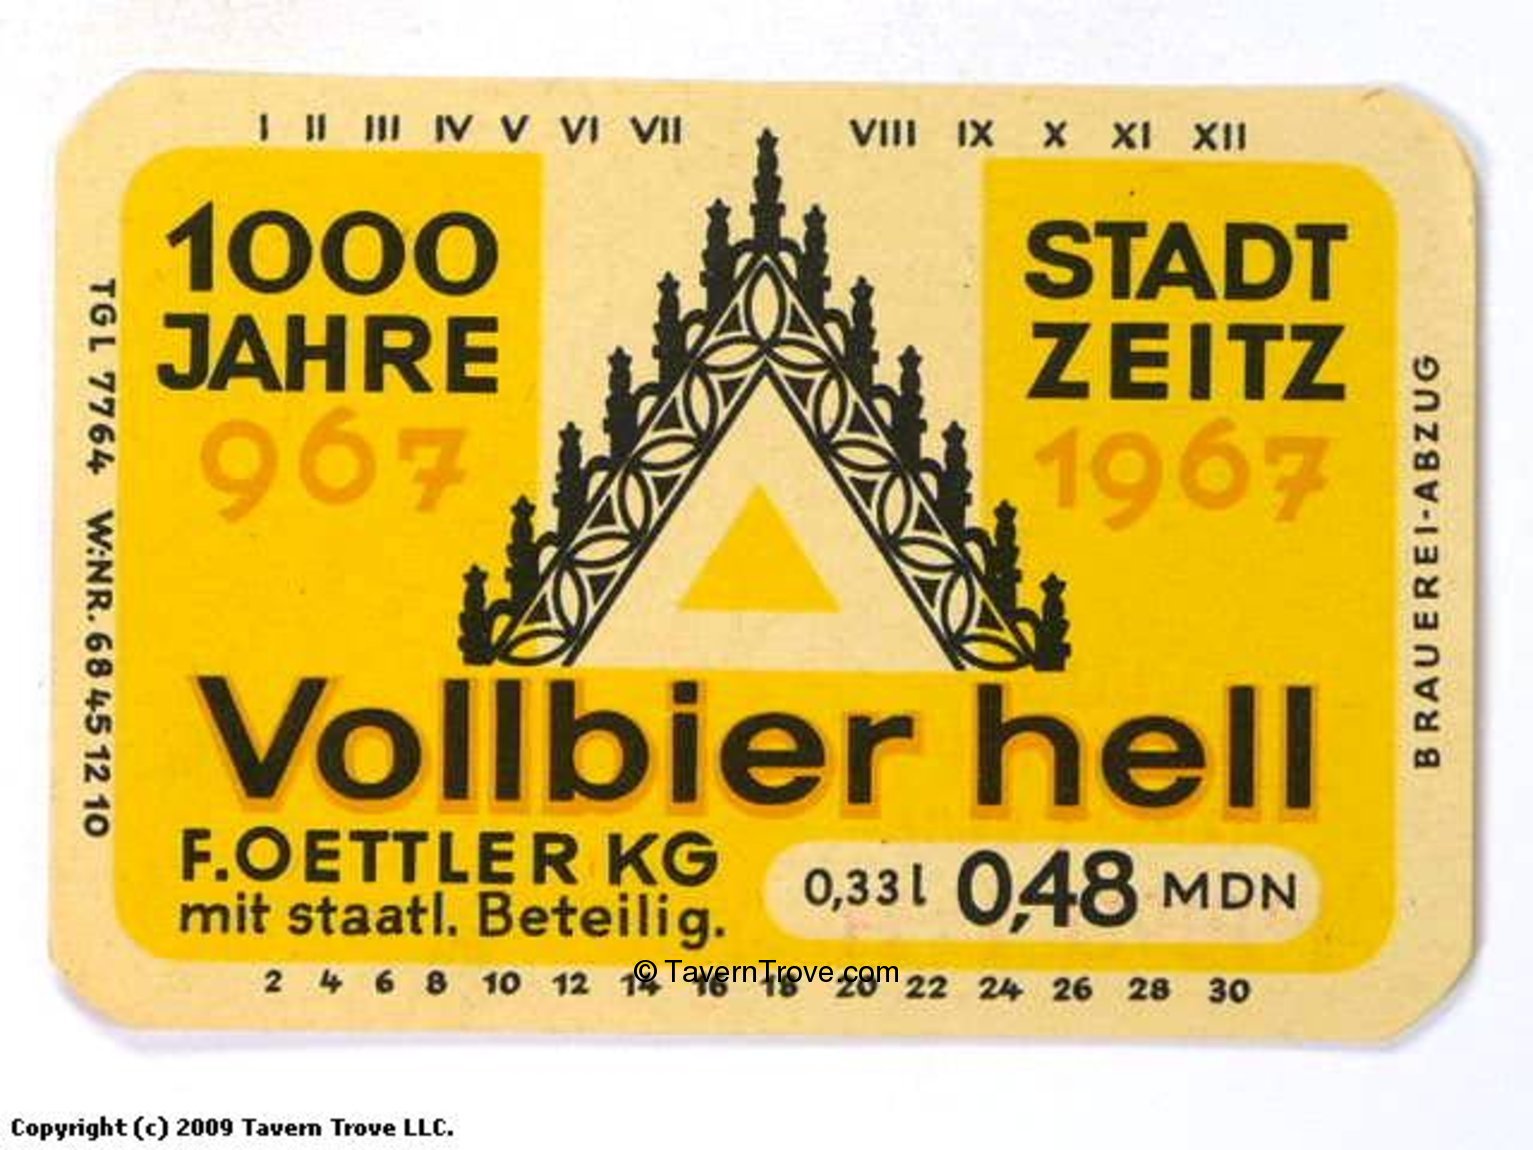 I II III IV V VI VII VIII IX X XI XII
1000
JAHRE
967
STADT
ZEITZ
1967
TGL 7764 W.-NR. 68 45 12 10
BRAUEREI-ABZUG
Vollbier hell
F. OETTLER KG
mit staatl. Beteilig.
0,33 l 0,48 MDN
© TavernTrove.com
2 4 6 8 10 12 14 16 18 20 22 24 26 28 30
Copyright (c) 2009 Tavern Trove LLC.